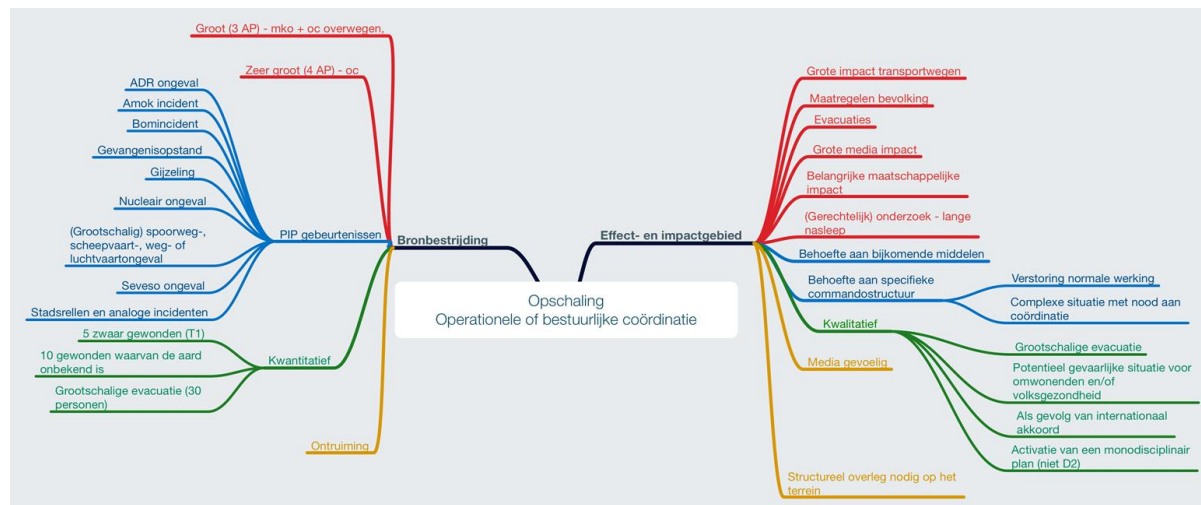 Groot (3 AP) - mko + oc overwegen,
Zeer groot (4 AP) - oc
ADR ongeval
Amok incident
Bomincident
Gevangenisopstand
Gijzeling
Nucleair ongeval
(Grootschalig) spoorweg-,
scheepvaart-, weg- of
luchtvaartongeval
Seveso ongeval
Stadsrellen en analoge incidenten
PIP gebeurtenissen
5 zwaar gewonden (T1)
10 gewonden waarvan de aard
onbekend is
Grootschalige evacuatie (30
personen)
Kwantitatief
Ontruiming
Bronbestrijding
Opschaling
Operationele of bestuurlijke coördinatie
Effect- en impactgebied
Grote impact transportwegen
Maatregelen bevolking
Evacuaties
Grote media impact
Belangrijke maatschappelijke
impact
(Gerechtelijk) onderzoek - lange
nasleep
Behoefte aan bijkomende middelen
Behoefte aan specifieke
commandostructuur
Verstoring normale werking
Complexe situatie met nood aan
coördinatie
Kwalitatief
Grootschalige evacuatie
Potentieel gevaarlijke situatie voor
omwonenden en/of
volksgezondheid
Als gevolg van internationaal
akkoord
Activatie van een monodisciplinair
plan (niet D2)
Media gevoelig
Structureel overleg nodig op het
terrein